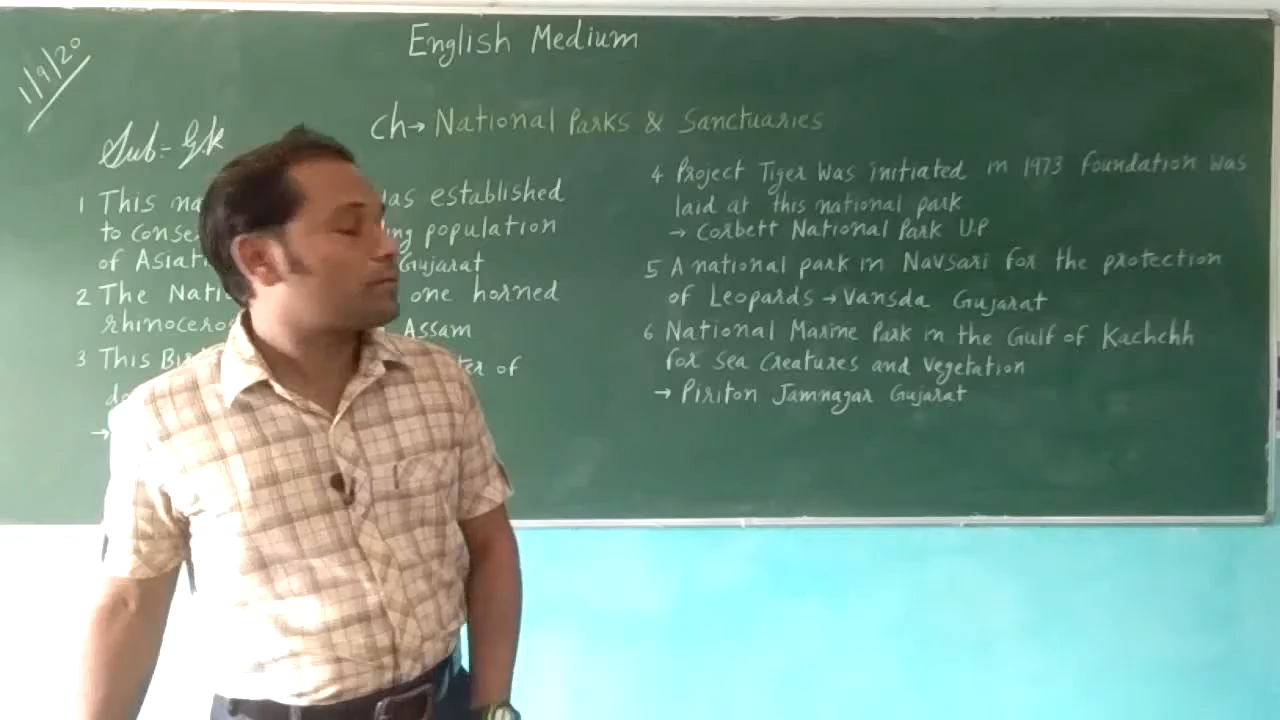 1/9/20
English Medium
Sub:- Gk
ch→ National Parks & Sanctuaries
1 This as established
to conse population
of Asiati Gujarat
2 The Nati one horned
rhinoceros Assam
3 This Bi ter of
do
→
4 Project Tiger was initiated in 1973 foundation was
laid at this national park
→ Corbett National Park U.P
5 A national park in Navsari for the protection
of Leopards → Vansda Gujarat
6 National Marine Park in the Gulf of Kachchh
for sea creatures and vegetation
→ Piriton Jamnagar Gujarat